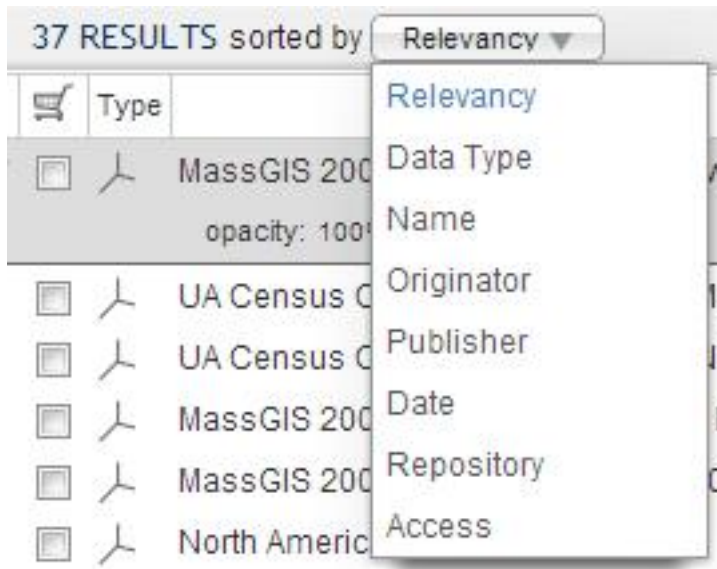 37 RESULTS sorted by Relevancy
Type
Relevancy
Data Type
Name
Originator
Publisher
Date
Repository
Access
MassGIS 200
opacity: 100
UA Census C
UA Census C
MassGIS 200
MassGIS 200
North Americ